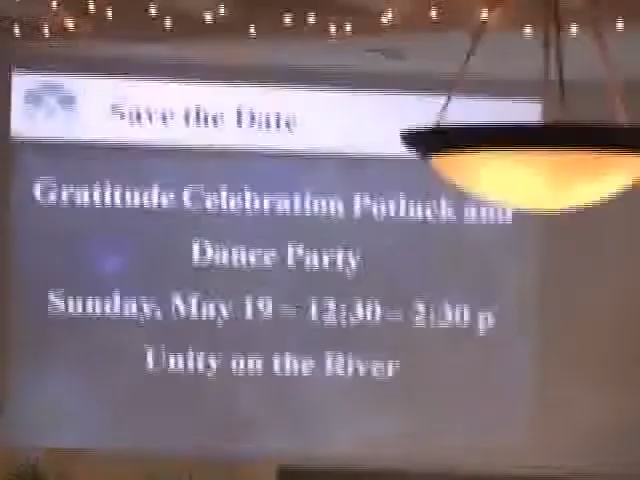 Save the Date
Gratitude Celebration Potluck and
Dance Party
Sunday, May 19 - 12:30 - 2:30 p
Unity on the River